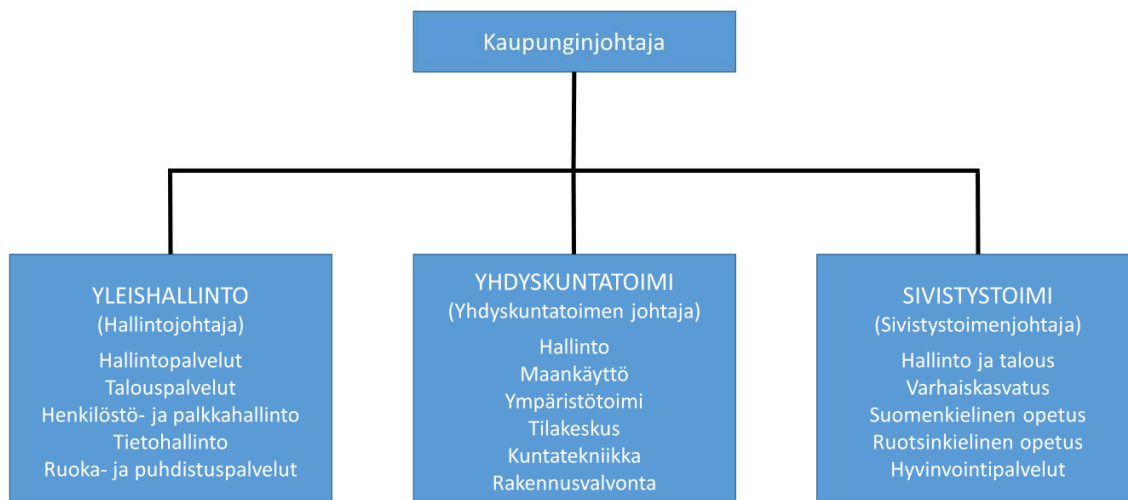 Kaupunginjohtaja
YLEISHALLINTO
(Hallintojohtaja)
Hallintopalvelut
Talouspalvelut
Henkilöstö- ja palkkahallinto
Tietohallinto
Ruoka- ja puhdistuspalvelut
YHDYSKUNTATOIMI
(Yhdyskuntatoimen johtaja)
Hallinto
Maankäyttö
Ympäristötoimi
Tilakeskus
Kuntatekniikka
Rakennusvalvonta
SIVISTYSTOIMI
(Sivistystoimenjohtaja)
Hallinto ja talous
Varhaiskasvatus
Suomenkielinen opetus
Ruotsinkielinen opetus
Hyvinvointipalvelut